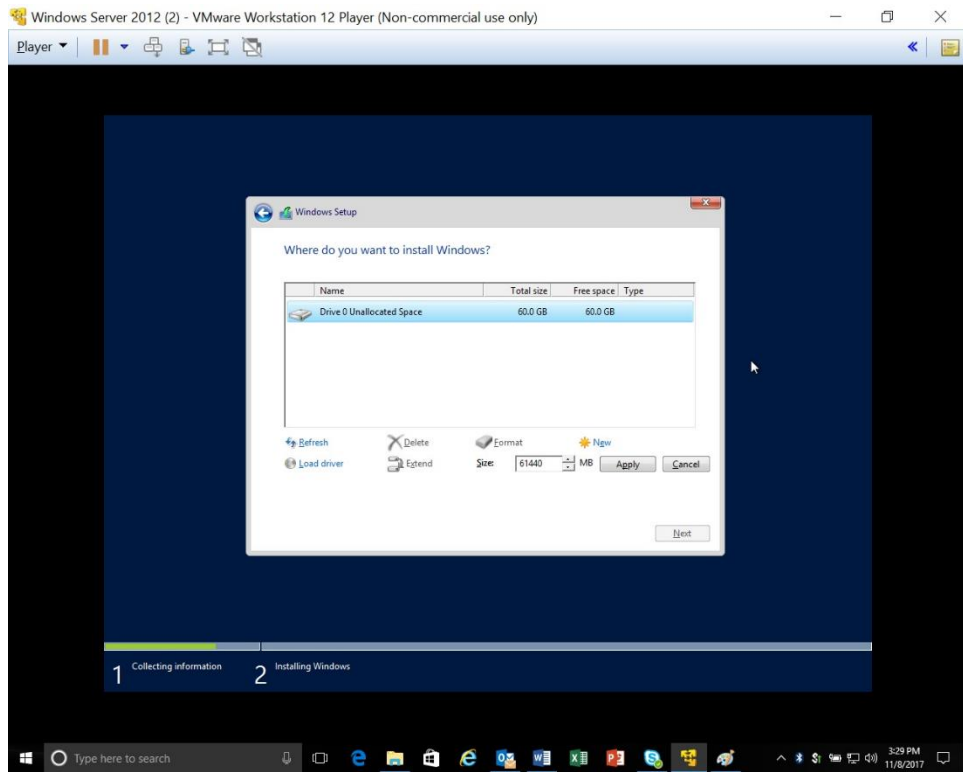 Windows Server 2012 (2) - VMware Workstation 12 Player (Non-commercial use only)
Player
Windows Setup
Where do you want to install Windows?
Name Total size Free space Type
Drive 0 Unallocated Space 60.0 GB 60.0 GB
Refresh Delete Format New
Load driver Extend Size: 61440 MB Apply Cancel
Next
1 Collecting information 2 Installing Windows
Type here to search
3:29 PM
11/8/2017